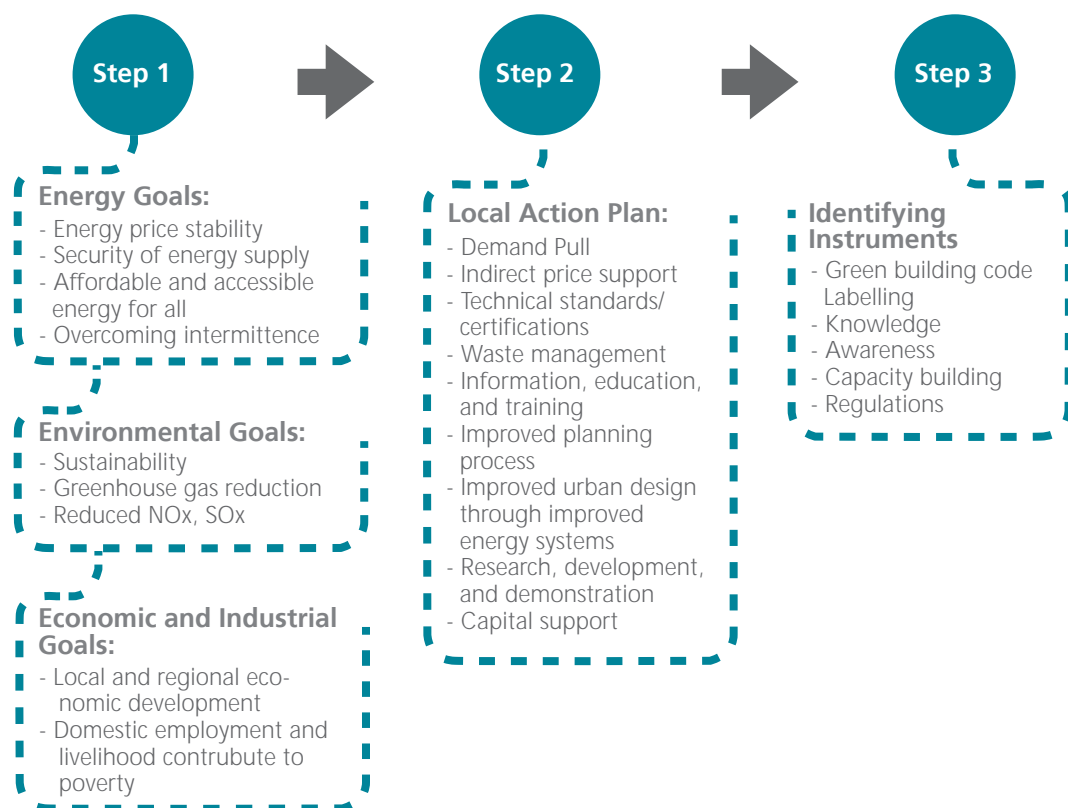 Step 1
Energy Goals:
- Energy price stability
- Security of energy supply
- Affordable and accessible
energy for all
- Overcoming intermittence
Environmental Goals:
- Sustainability
- Greenhouse gas reduction
- Reduced NOx, SOx
Economic and Industrial
Goals:
- Local and regional eco-
nomic development
- Domestic employment and
livelihood contrubute to
poverty
Step 2
Local Action Plan:
- Demand Pull
- Indirect price support
- Technical standards/
certifications
- Waste management
- Information, education,
and training
- Improved planning
process
- Improved urban design
through improved
energy systems
- Research, development,
and demonstration
- Capital support
Step 3
Identifying
Instruments
- Green building code
Labelling
- Knowledge
- Awareness
- Capacity building
- Regulations